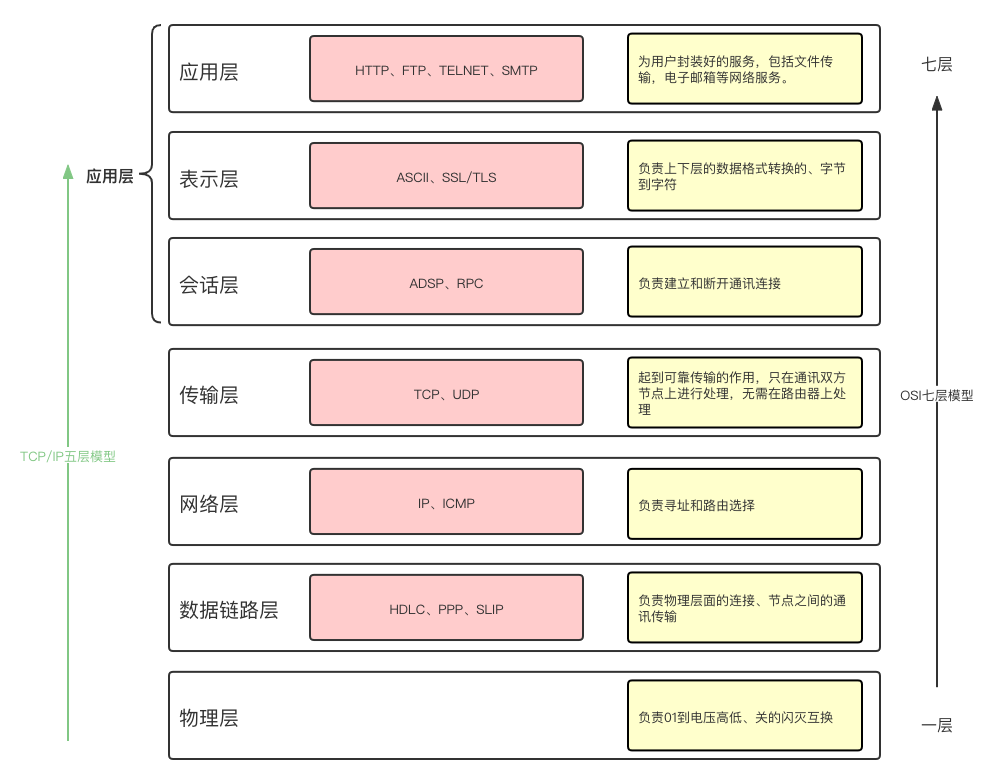 应用层
HTTP、FTP、TELNET、SMTP
为用户封装好的服务，包括文件传
输，电子邮箱等网络服务。
七层
应用层
表示层
ASCII、SSL/TLS
负责上下层的数据格式转换的、字节
到字符
会话层
ADSP、RPC
负责建立和断开通讯连接
传输层
TCP、UDP
起到可靠传输的作用，只在通讯双方
节点上进行处理，无需在路由器上处
理
OSI七层模型
TCP/IP五层模型
网络层
IP、ICMP
负责寻址和路由选择
数据链路层
HDLC、PPP、SLIP
负责物理层面的连接、节点之间的通
讯传输
物理层
负责01到电压高低、关的闪灭互换
一层